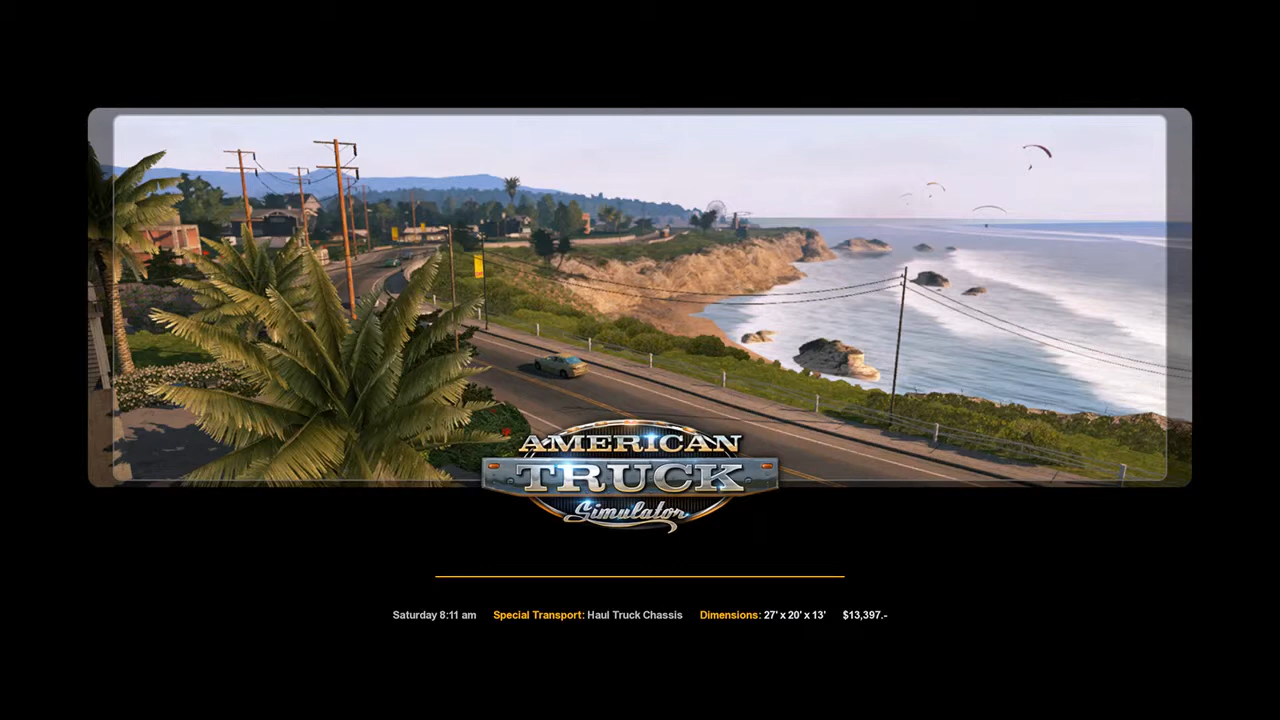 AMERICAN
TRUCK
Simulator
Saturday 8:11 am Special Transport: Haul Truck Chassis Dimensions: 27' x 20' x 13' $13,397.-